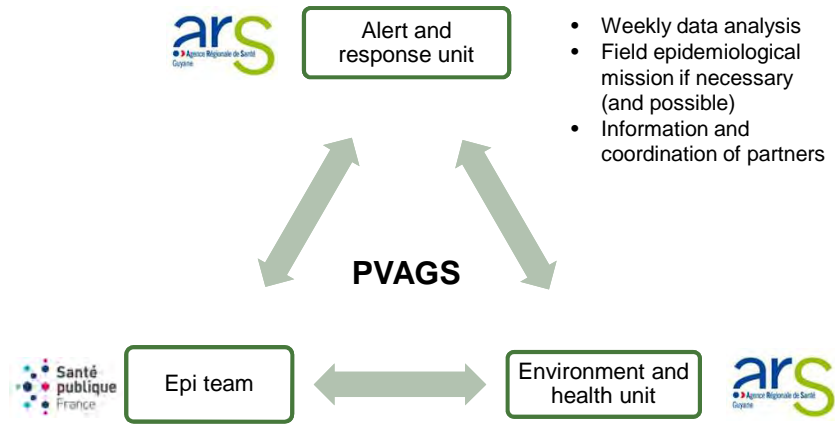 ars
Agence Régionale de Santé
Guyane
Alert and
response unit
• Weekly data analysis
• Field epidemiological
mission if necessary
(and possible)
• Information and
coordination of partners
PVAGS
Santé
publique
France
Epi team
Environment and
health unit
ars
Agence Régionale de Santé
Guyane